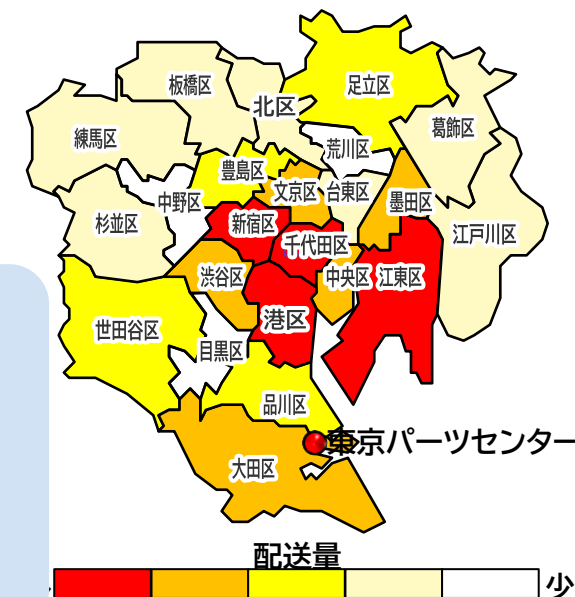 足立区
板橋区
北区
葛飾区
練馬区
荒川区
豊島区
文京区
台東区
中野区
墨田区
杉並区
新宿区
千代田区
江戸川区
渋谷区
中央区
江東区
港区
世田谷区
目黒区
品川区
東京パーツセンター
大田区
配送量
少